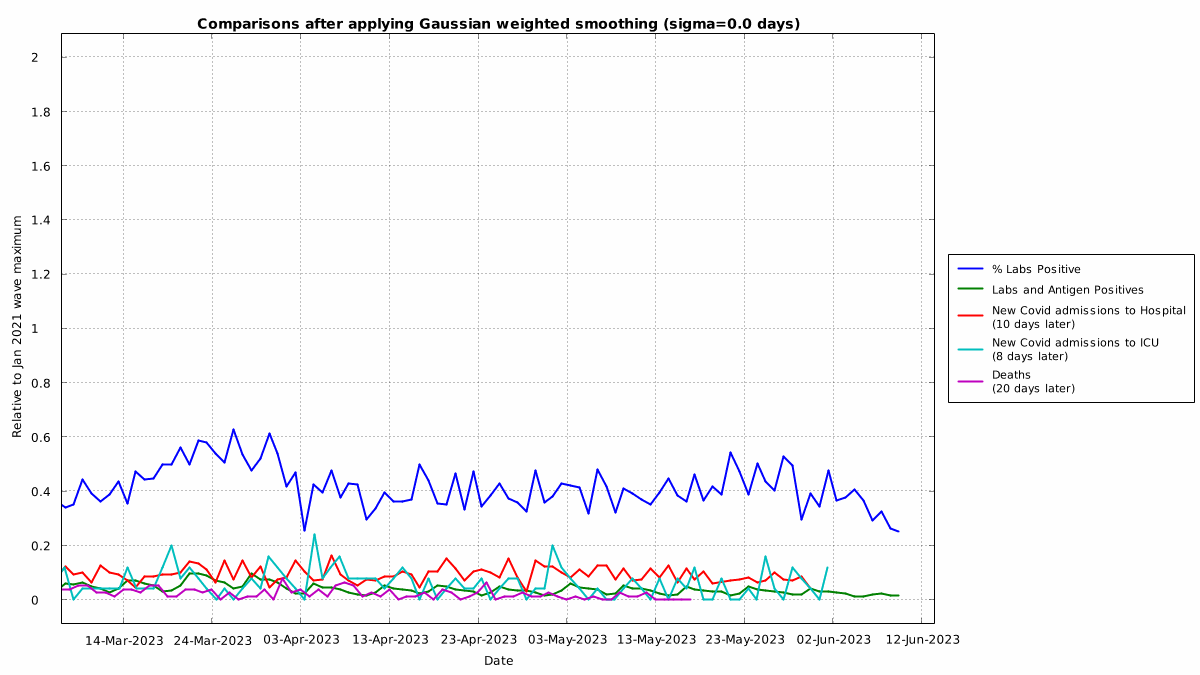 Comparisons after applying Gaussian weighted smoothing (sigma=0.0 days)
Relative to Jan 2021 wave maximum
2
1.8
1.6
1.4
1.2
1
0.8
0.6
0.4
0.2
0
14-Mar-2023 24-Mar-2023 03-Apr-2023 13-Apr-2023 23-Apr-2023 03-May-2023 13-May-2023 23-May-2023 02-Jun-2023 12-Jun-2023
Date
% Labs Positive
Labs and Antigen Positives
New Covid admissions to Hospital
(10 days later)
New Covid admissions to ICU
(8 days later)
Deaths
(20 days later)